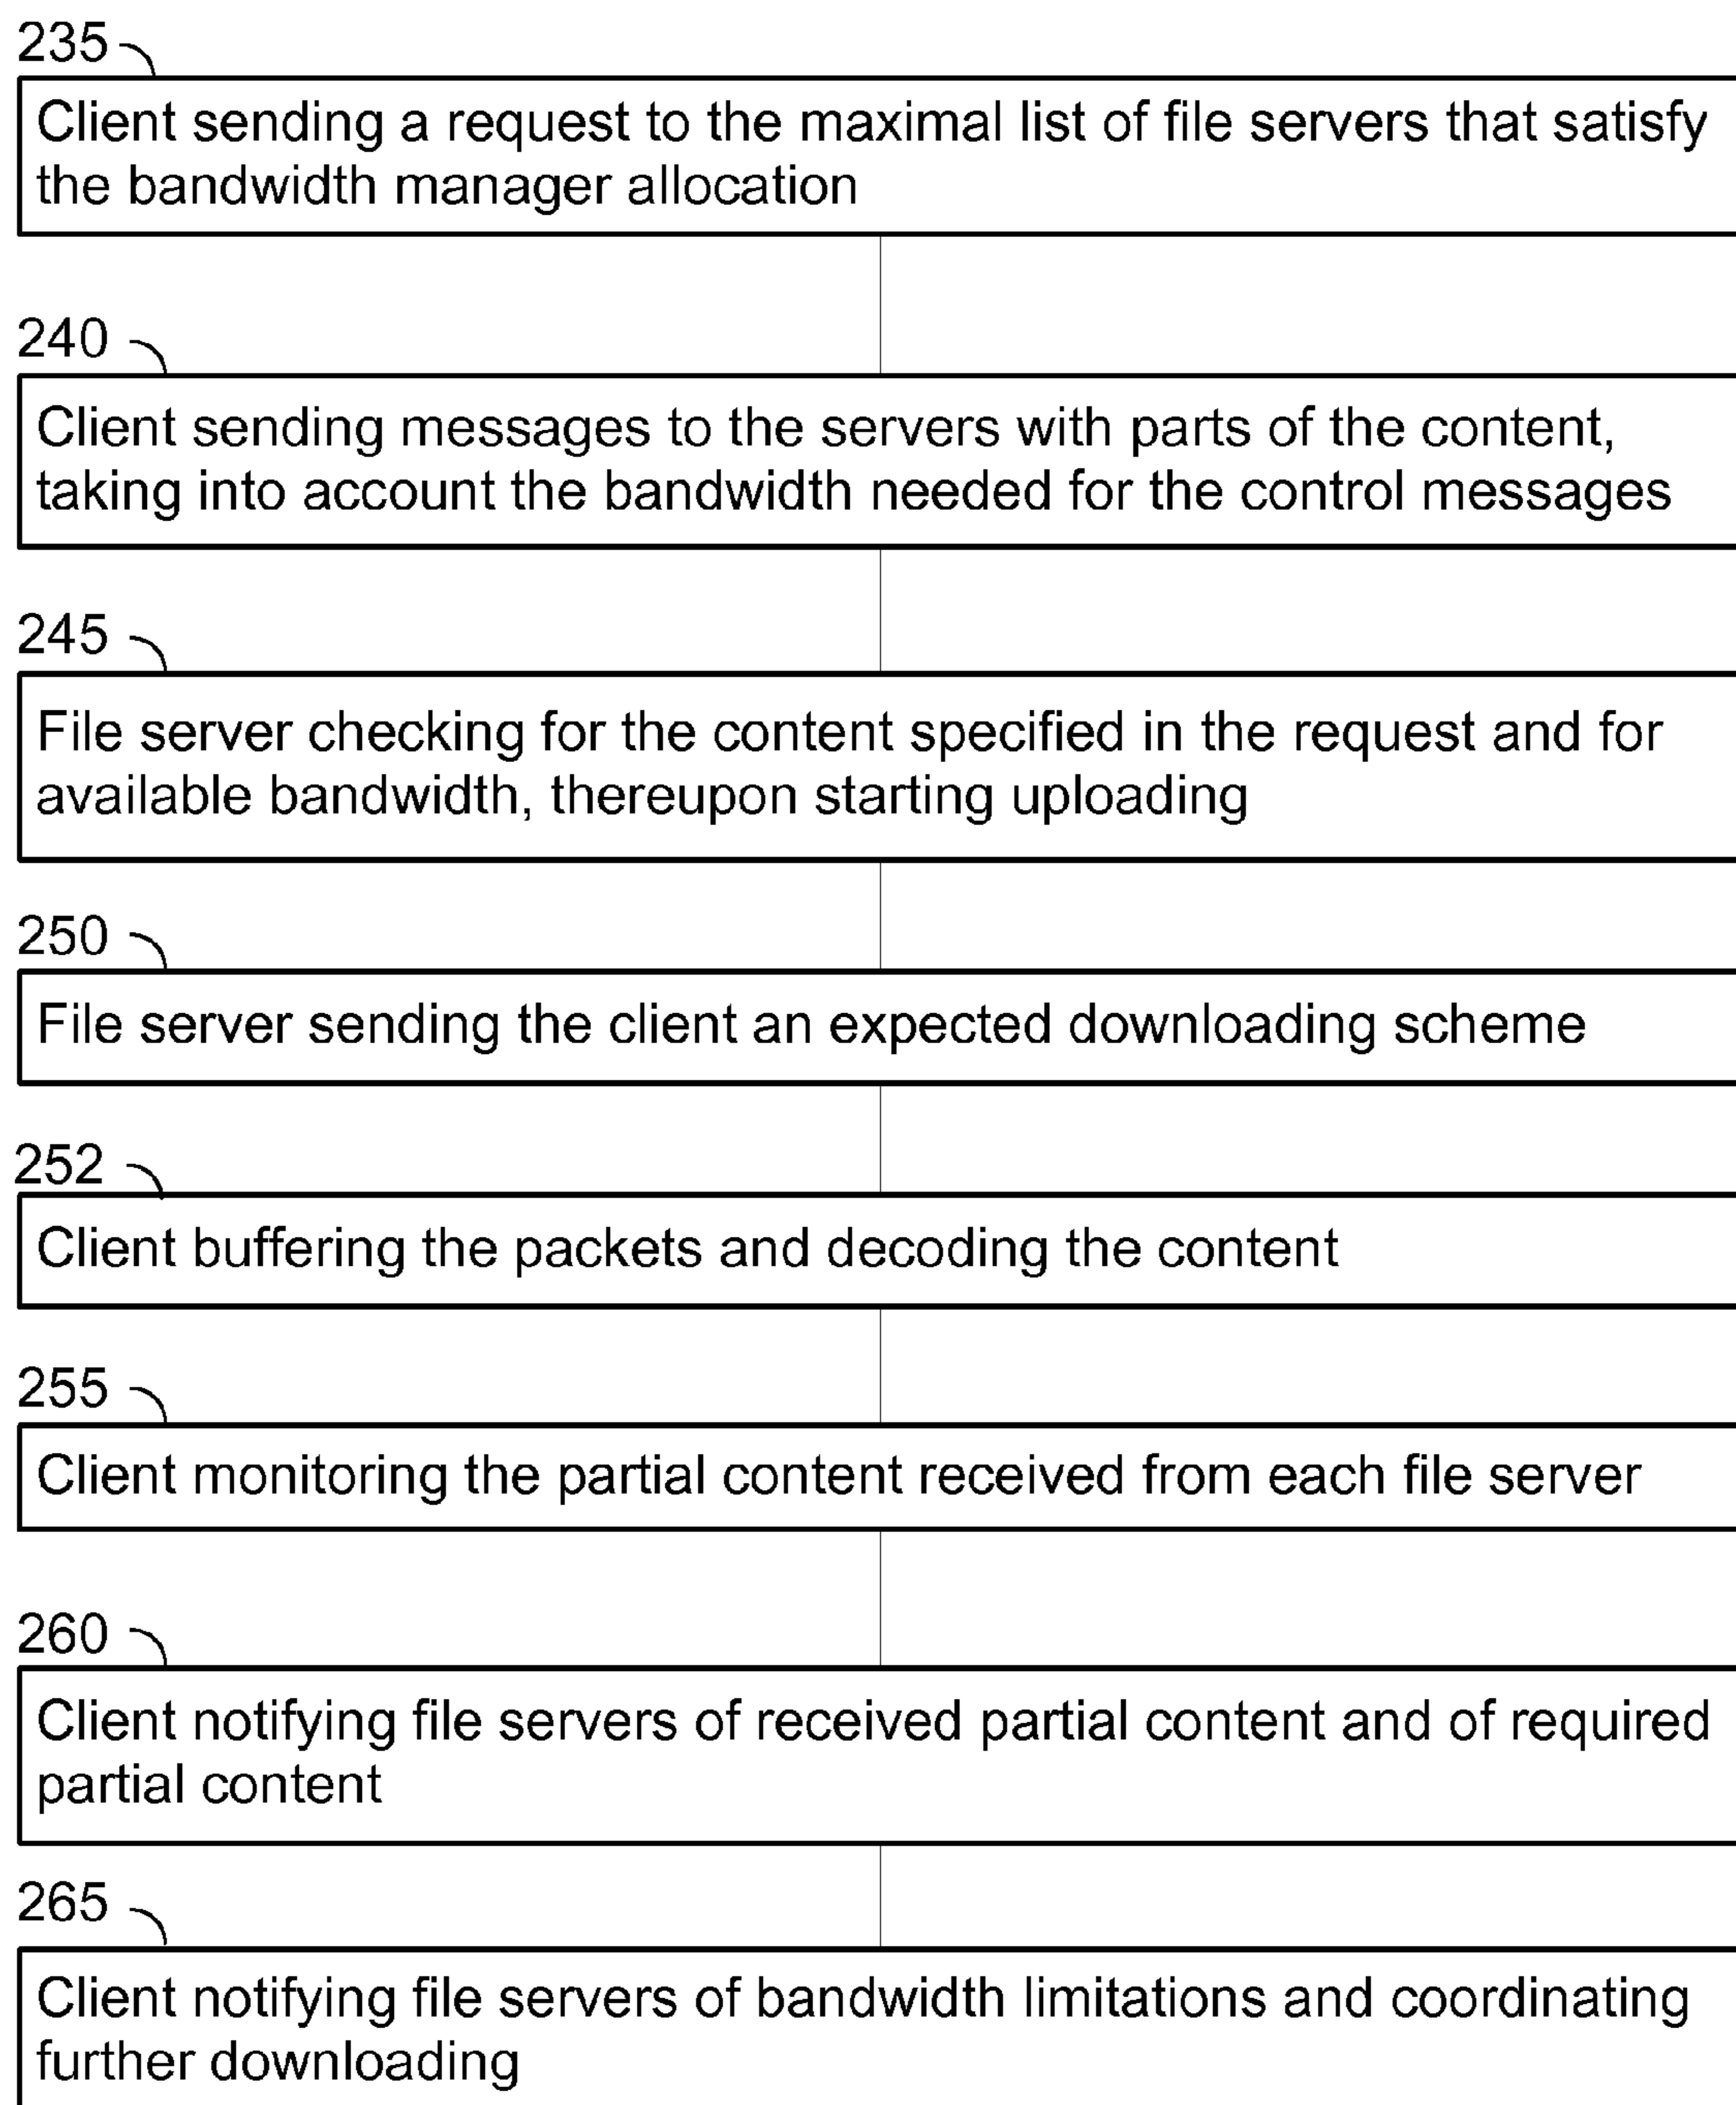 235
Client sending a request to the maximal list of file servers that satisfy
the bandwidth manager allocation
240
Client sending messages to the servers with parts of the content,
taking into account the bandwidth needed for the control messages
245
File server checking for the content specified in the request and for
available bandwidth, thereupon starting uploading
250
File server sending the client an expected downloading scheme
252
Client buffering the packets and decoding the content
255
Client monitoring the partial content received from each file server
260
Client notifying file servers of received partial content and of required
partial content
265
Client notifying file servers of bandwidth limitations and coordinating
further downloading